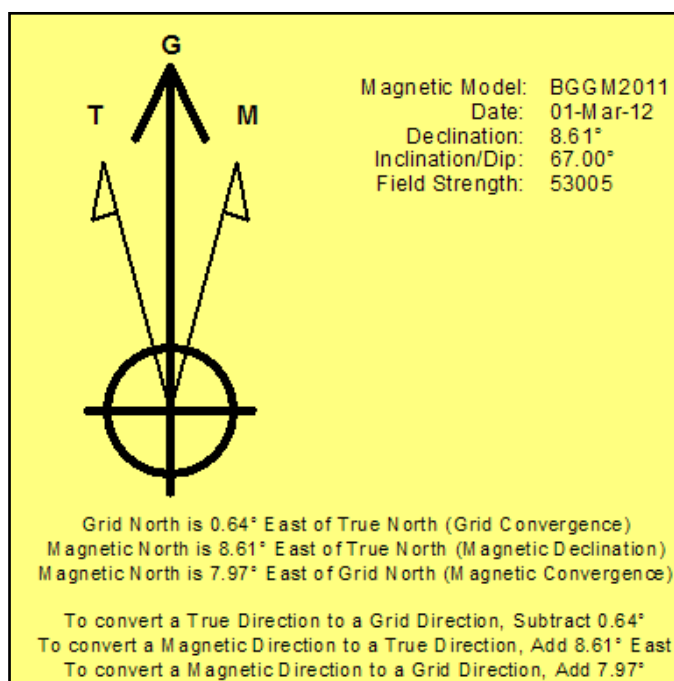 G
T
M
Magnetic Model: BGGM2011
Date: 01-Mar-12
Declination: 8.61°
Inclination/Dip: 67.00°
Field Strength: 53005
Grid North is 0.64° East of True North (Grid Convergence)
Magnetic North is 8.61° East of True North (Magnetic Declination)
Magnetic North is 7.97° East of Grid North (Magnetic Convergence)
To convert a True Direction to a Grid Direction, Subtract 0.64°
To convert a Magnetic Direction to a True Direction, Add 8.61° East
To convert a Magnetic Direction to a Grid Direction, Add 7.97°